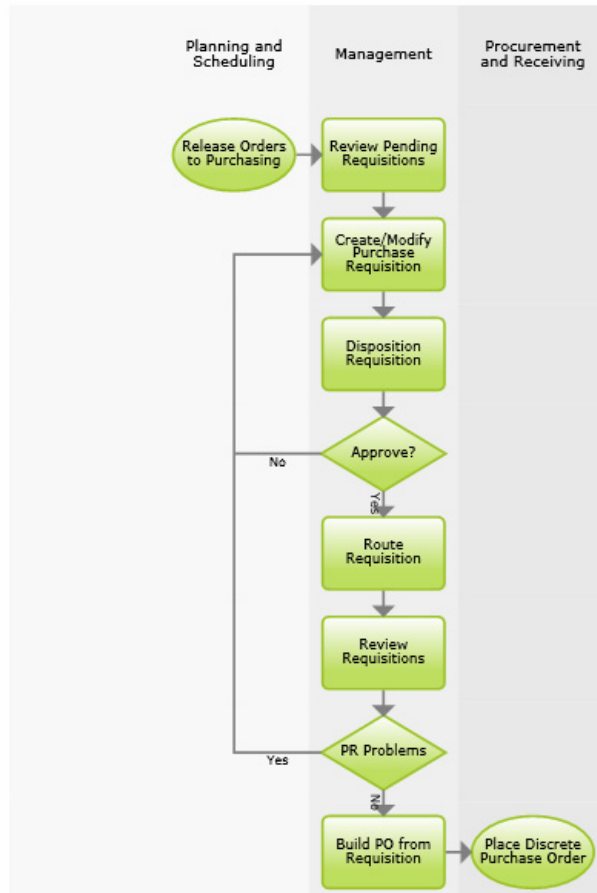 Planning and
Scheduling
Management
Procurement
and Receiving
Release Orders
to Purchasing
Review Pending
Requisitions
Create/Modify
Purchase
Requisition
Disposition
Requisition
Approve?
No
Yes
Route
Requisition
Review
Requisitions
PR Problems
Yes
No
Build PO from
Requisition
Place Discrete
Purchase Order